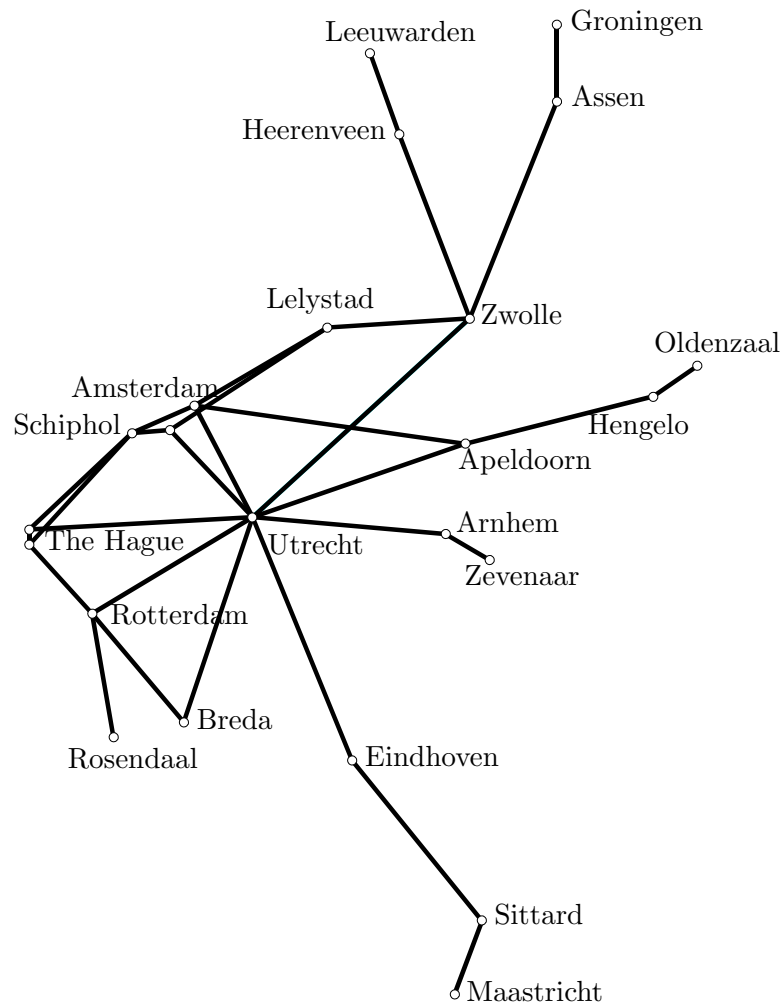 Groningen
Leeuwarden
Assen
Heerenveen
Lelystad
Zwolle
Oldenzaal
Amsterdam
Schiphol
Hengelo
Apeldoorn
Arnhem
The Hague
Utrecht
Zevenaar
Rotterdam
Breda
Rosendaal
Eindhoven
Sittard
Maastricht